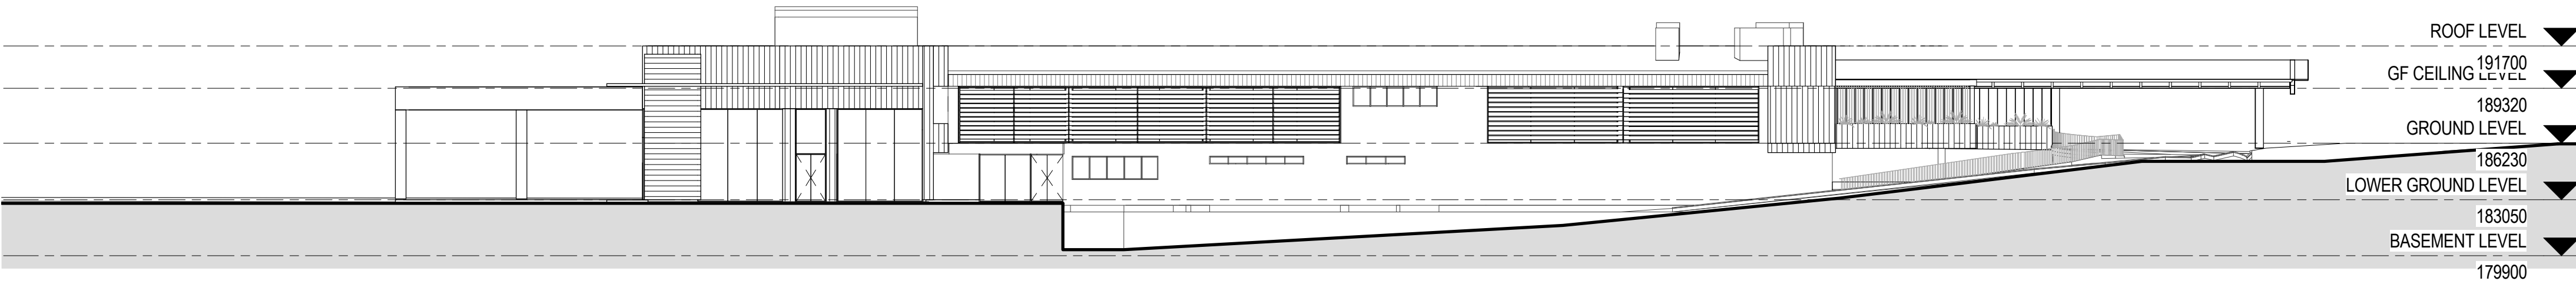 ROOF LEVEL
191700
GF CEILING LEVEL
189320
GROUND LEVEL
186230
LOWER GROUND LEVEL
183050
BASEMENT LEVEL
179900